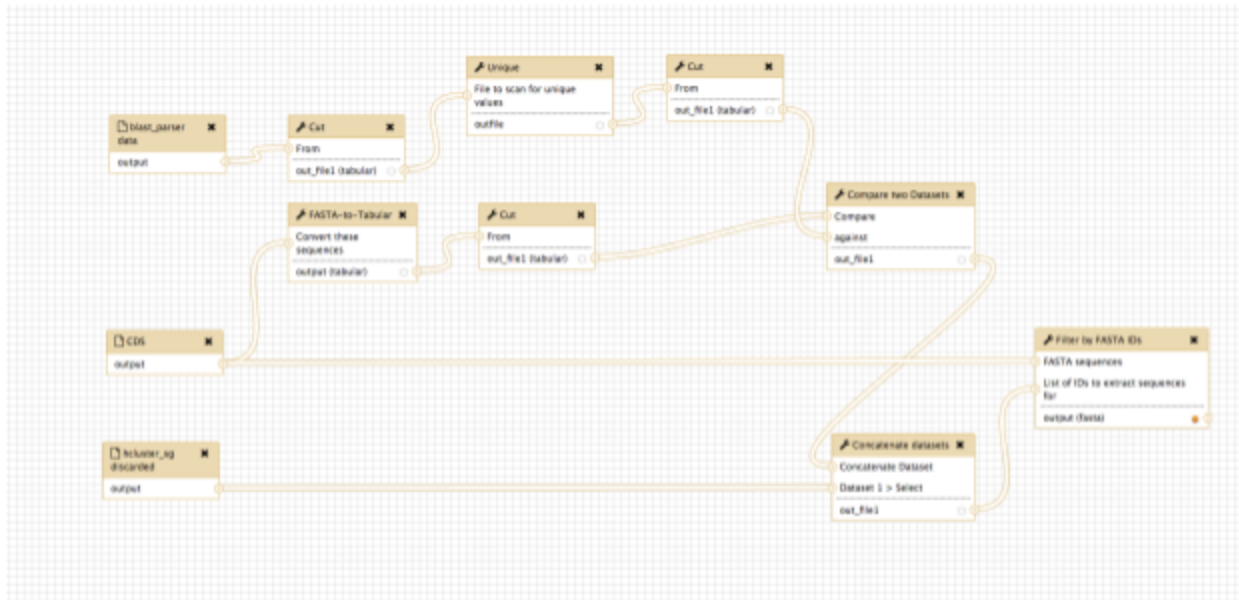 Unique
File to scan for unique
values
outfile
Cut
From
out_file1 (tabular)
blast_parser
data
output
Cut
From
out_file1 (tabular)
FASTA-to-Tabular
Convert these
sequences
output (tabular)
Cut
From
out_file1 (tabular)
Compare two Datasets
Compare
against
out_file1
CDS
output
Filter by FASTA IDs
FASTA sequences
List of IDs to extract sequences
for
output (fasta)
hcluster_sg
discarded
output
Concatenate datasets
Concatenate Dataset
Dataset 1 > Select
out_file1